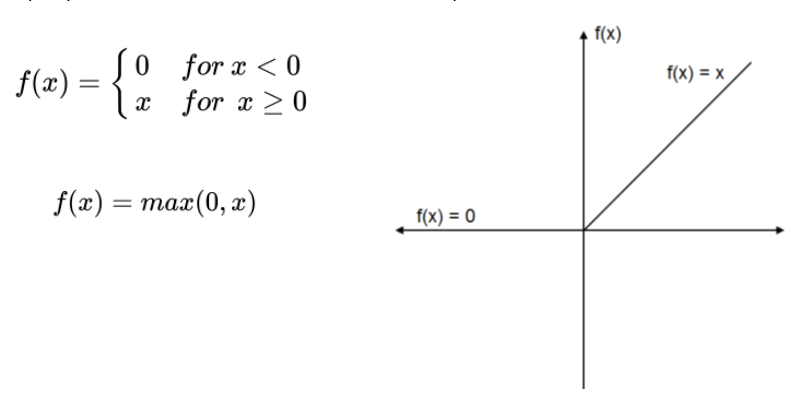 f(x) = { 0 for x < 0
x for x ≥ 0
f(x) = max(0, x)
f(x)
f(x) = x
f(x) = 0